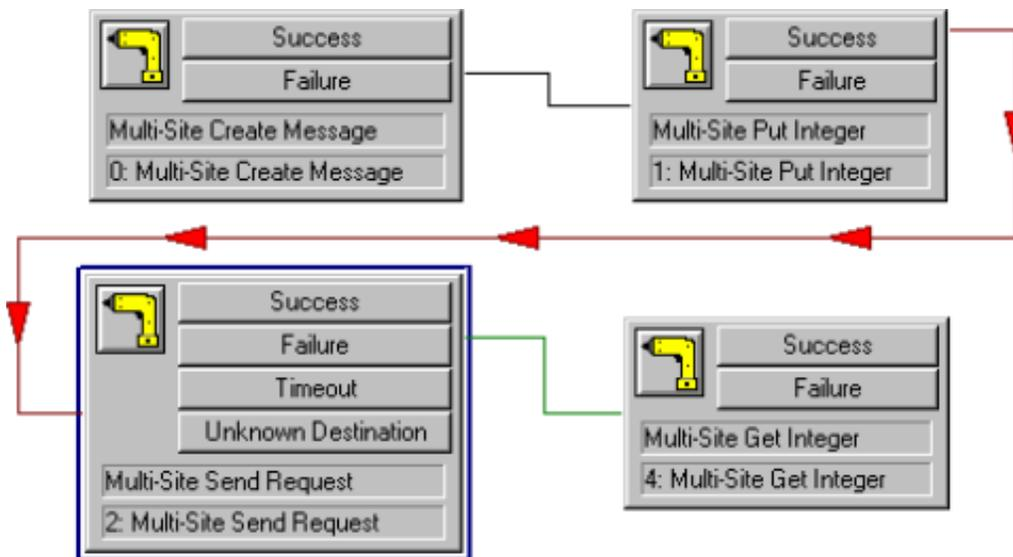 Success
Failure
Multi-Site Create Message
0: Multi-Site Create Message
Success
Failure
Multi-Site Put Integer
1: Multi-Site Put Integer
Success
Failure
Timeout
Unknown Destination
Multi-Site Send Request
2: Multi-Site Send Request
Success
Failure
Multi-Site Get Integer
4: Multi-Site Get Integer